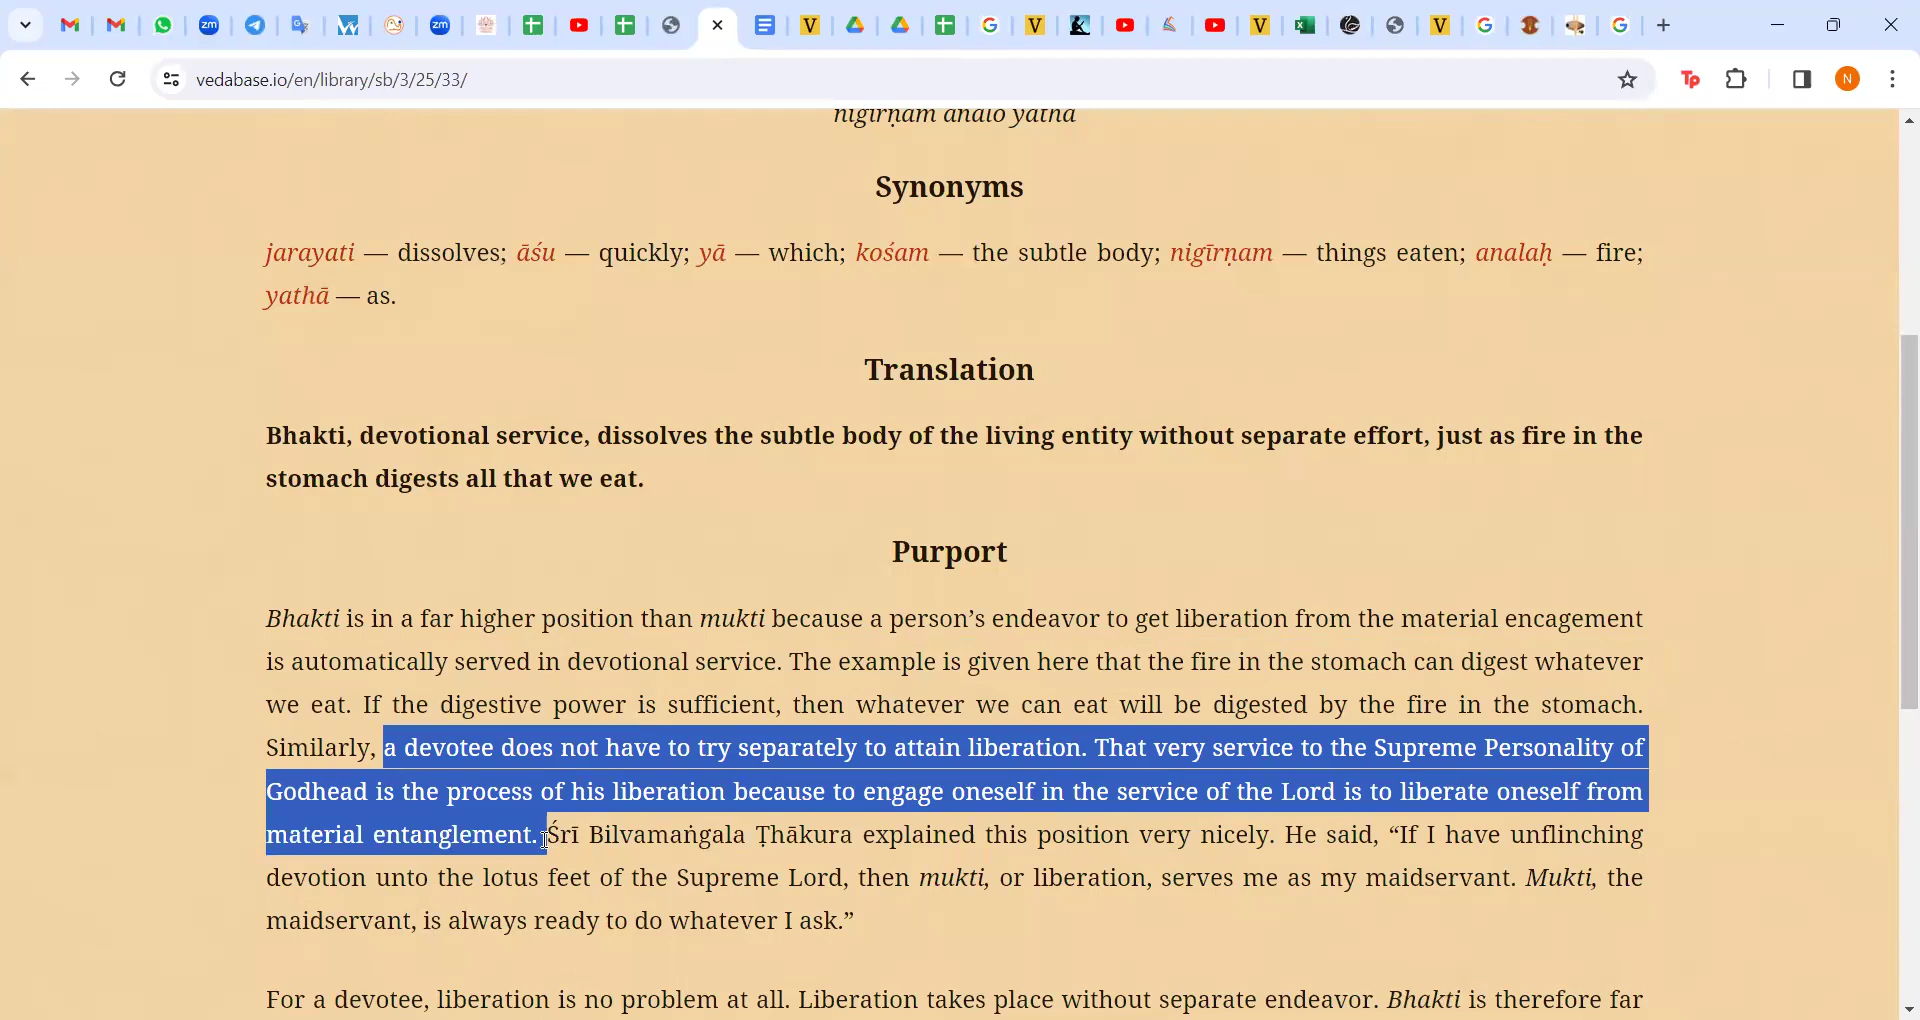 vedabase.io/en/library/sb/3/25/33/
nigīrṇam analo yathā
Synonyms
jarayati — dissolves; āśu — quickly; yā — which; kośam — the subtle body; nigīrṇam — things eaten; analaḥ — fire;
yathā — as.
Translation
Bhakti, devotional service, dissolves the subtle body of the living entity without separate effort, just as fire in the
stomach digests all that we eat.
Purport
Bhakti is in a far higher position than mukti because a person’s endeavor to get liberation from the material encagement
is automatically served in devotional service. The example is given here that the fire in the stomach can digest whatever
we eat. If the digestive power is sufficient, then whatever we can eat will be digested by the fire in the stomach.
Similarly, a devotee does not have to try separately to attain liberation. That very service to the Supreme Personality of
Godhead is the process of his liberation because to engage oneself in the service of the Lord is to liberate oneself from
material entanglement. Śrī Bilvamaṅgala Ṭhākura explained this position very nicely. He said, “If I have unflinching
devotion unto the lotus feet of the Supreme Lord, then mukti, or liberation, serves me as my maidservant. Mukti, the
maidservant, is always ready to do whatever I ask.”
For a devotee, liberation is no problem at all. Liberation takes place without separate endeavor. Bhakti is therefore far